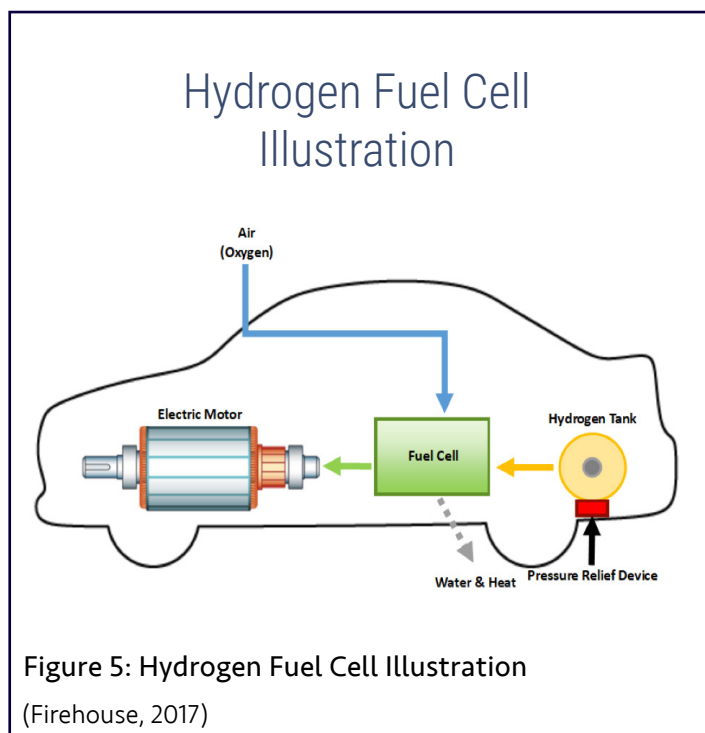 Hydrogen Fuel Cell
Illustration
Air
(Oxygen)
Electric Motor
Fuel Cell
Hydrogen Tank
Water & Heat
Pressure Relief Device
Figure 5: Hydrogen Fuel Cell Illustration
(Firehouse, 2017)